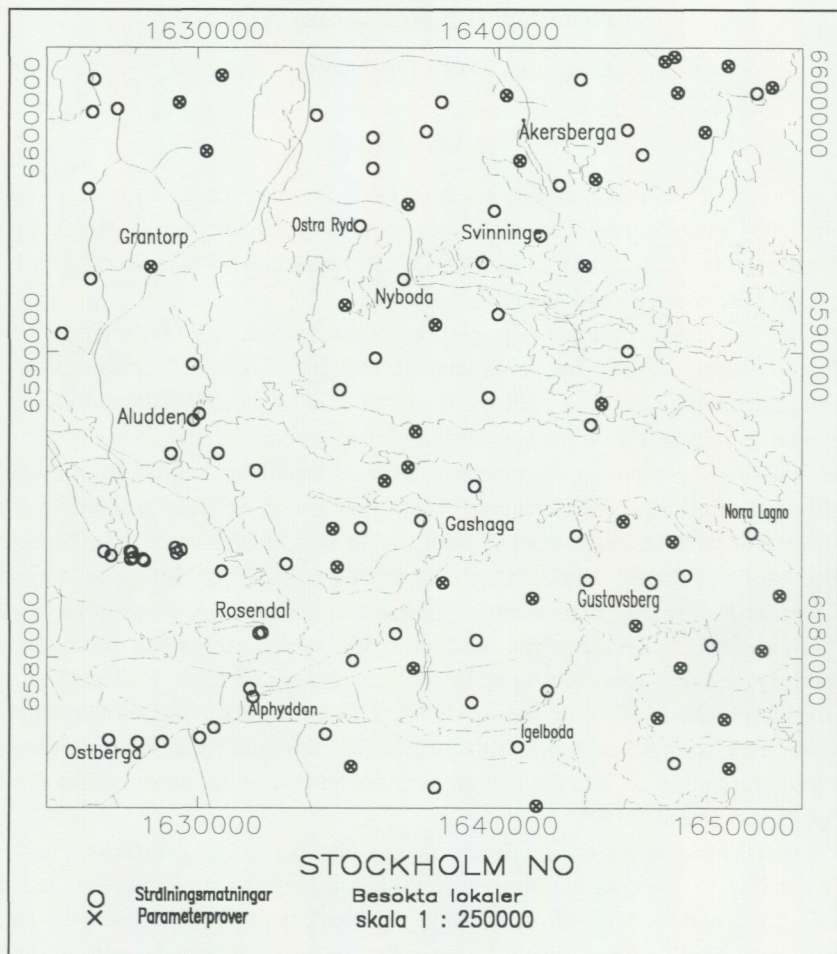 1630000
1640000
6600000
6600000
Åkersberga
Ostra Ryd
Svinninge
Grantorp
Nyboda
6590000
6590000
Aludden
Norra Lagno
Gashaga
Gustavsberg
Rosendal
6580000
6580000
Alphyddan
Igelboda
Ostberga
1630000
1640000
1650000
STOCKHOLM NO
Strålningsmatningar
Besökta lokaler
Parameterprover
skala 1 : 250000